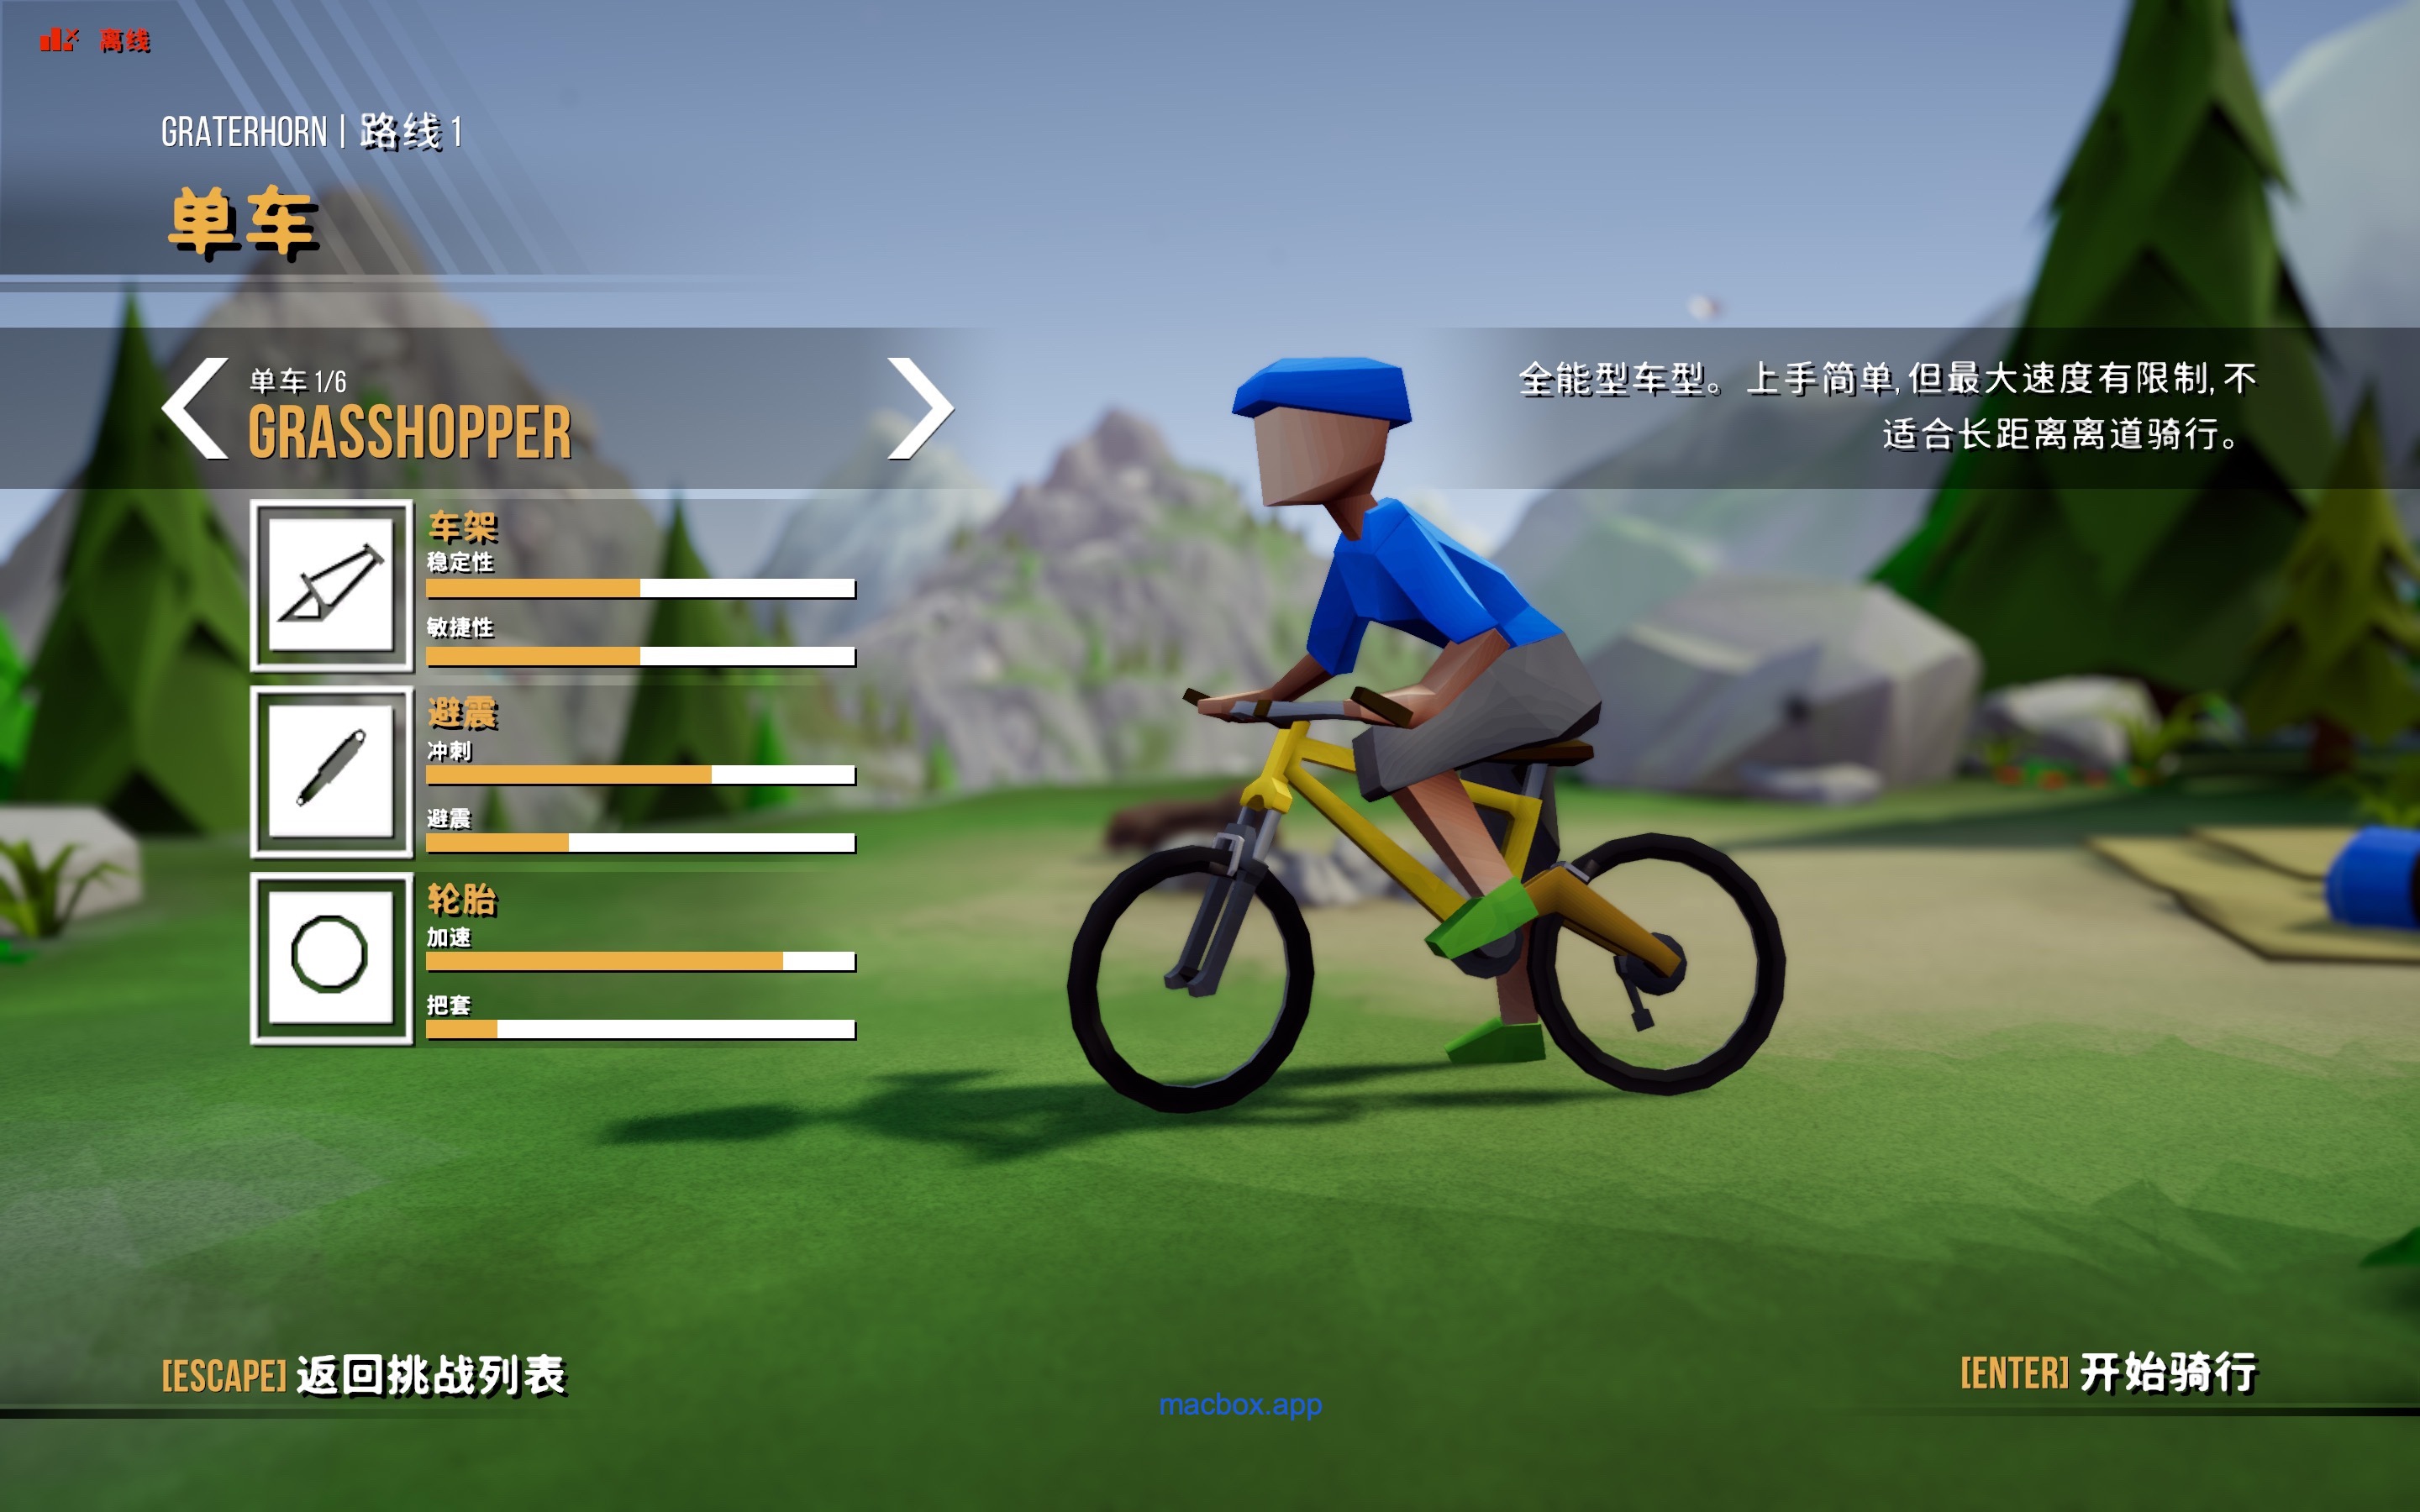 离线
GRATERHORN | 路线 1
单车
单车 1/6
GRASSHOPPER
全能型车型。上手简单,但最大速度有限制,不
适合长距离离道骑行。
车架
稳定性
敏捷性
避震
冲刺
避震
轮胎
加速
把套
[ESCAPE] 返回挑战列表
[ENTER] 开始骑行
macbox.app